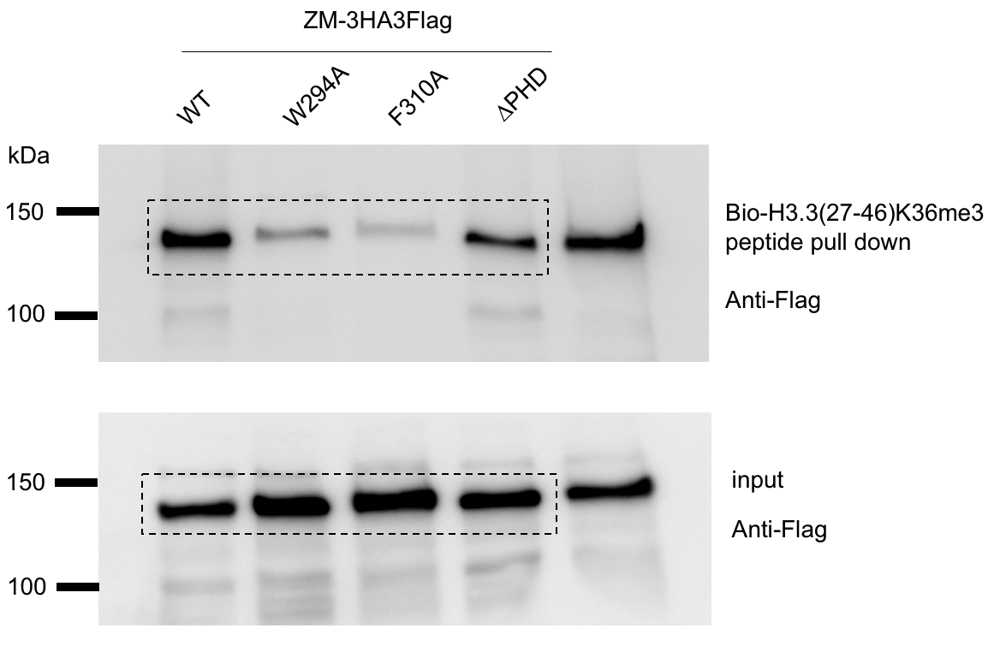 ZM-3HA3Flag
WT
W294A
F310A
ΔPHD
kDa
150
100
Bio-H3.3(27-46)K36me3
peptide pull down
Anti-Flag
150
100
input
Anti-Flag